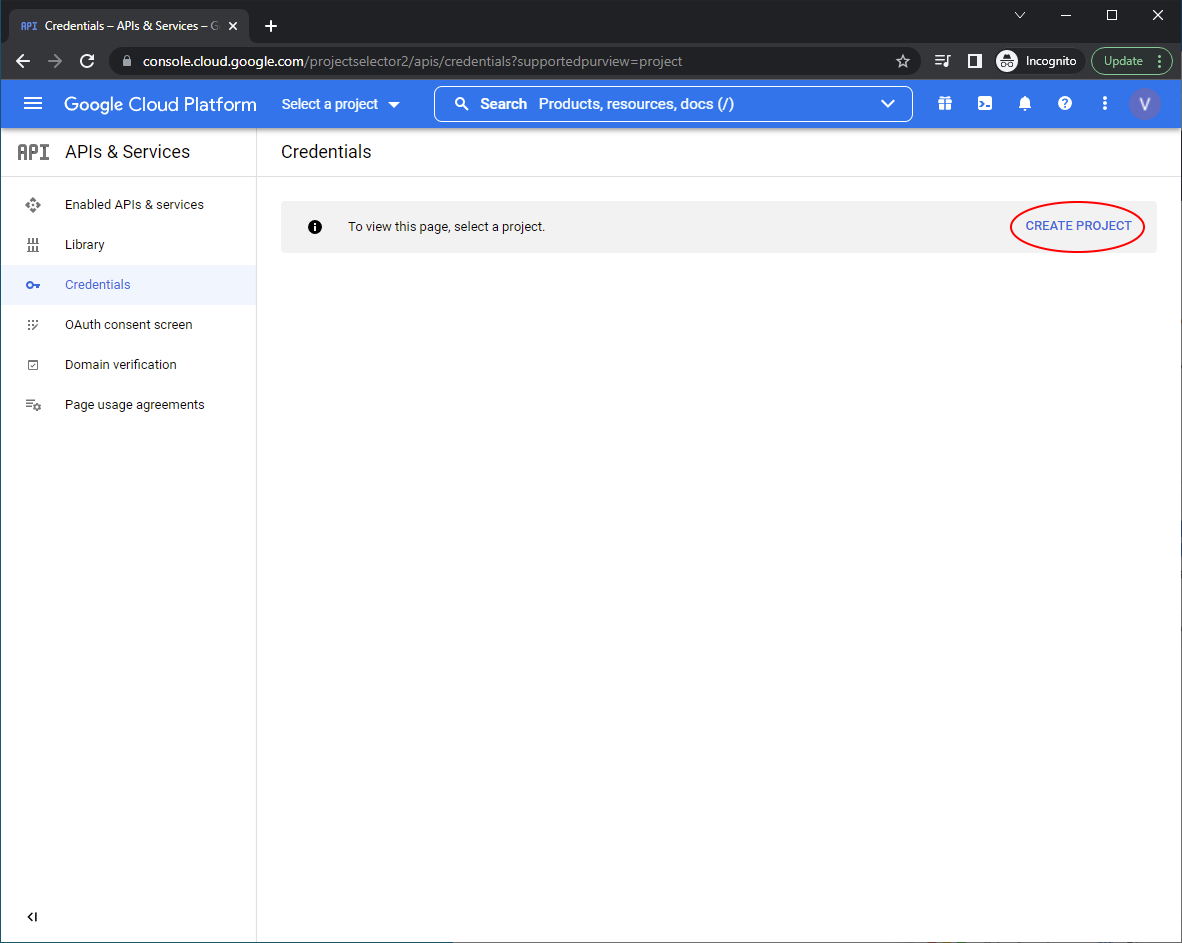 API Credentials – APIs & Services – G
console.cloud.google.com/projectselector2/apis/credentials?supportedpurview=project
Incognito
Update
Google Cloud Platform
Select a project
Search Products, resources, docs (/)
V
API APIs & Services
Credentials
Enabled APIs & services
Library
Credentials
OAuth consent screen
Domain verification
Page usage agreements
To view this page, select a project.
CREATE PROJECT